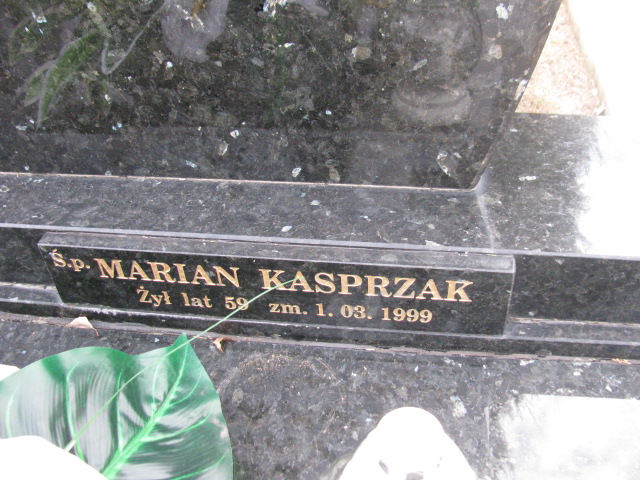 Ś.p. MARIAN KASPRZAK
Żył lat 59 zm. 1. 03. 1999